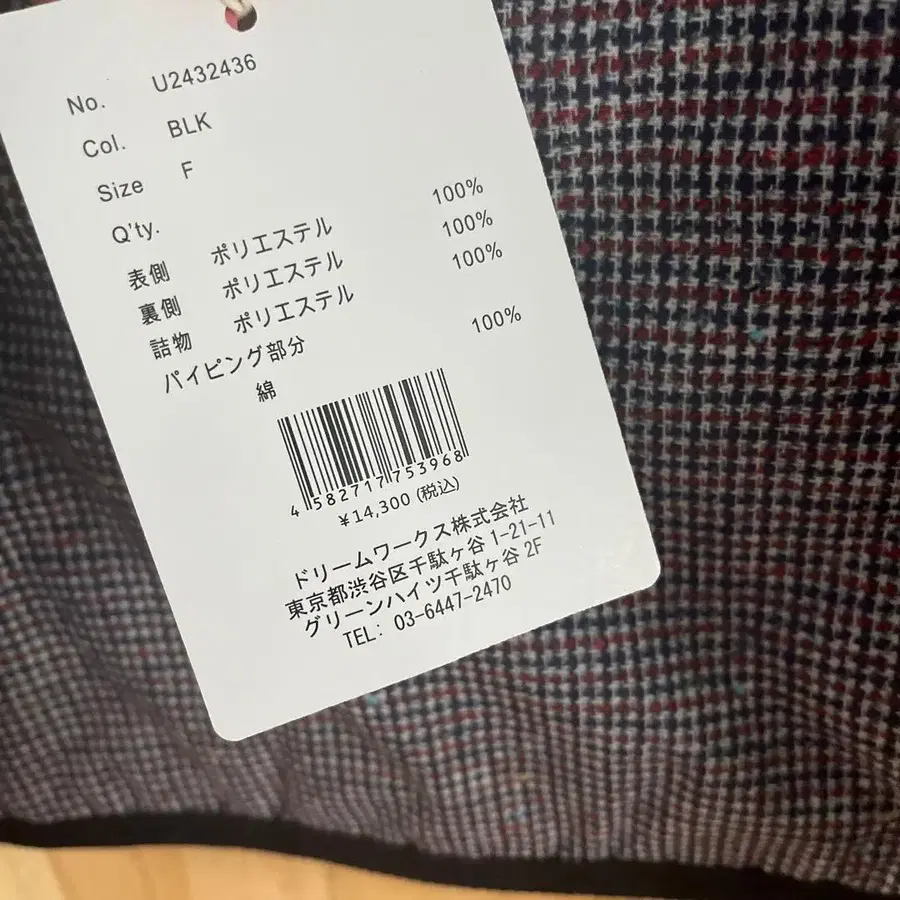 No. U2432436
Col. BLK
Size F
Q'ty.
表側 ポリエステル 100%
裏側 ポリエステル 100%
詰物 ポリエステル 100%
パイピング部分
綿 100%
4 582717 753968
¥14,300 (税込)
ドリームワークス株式会社
東京都渋谷区千駄ヶ谷 1-21-11
グリーンハイツ千駄ヶ谷 2F
TEL: 03-6447-2470